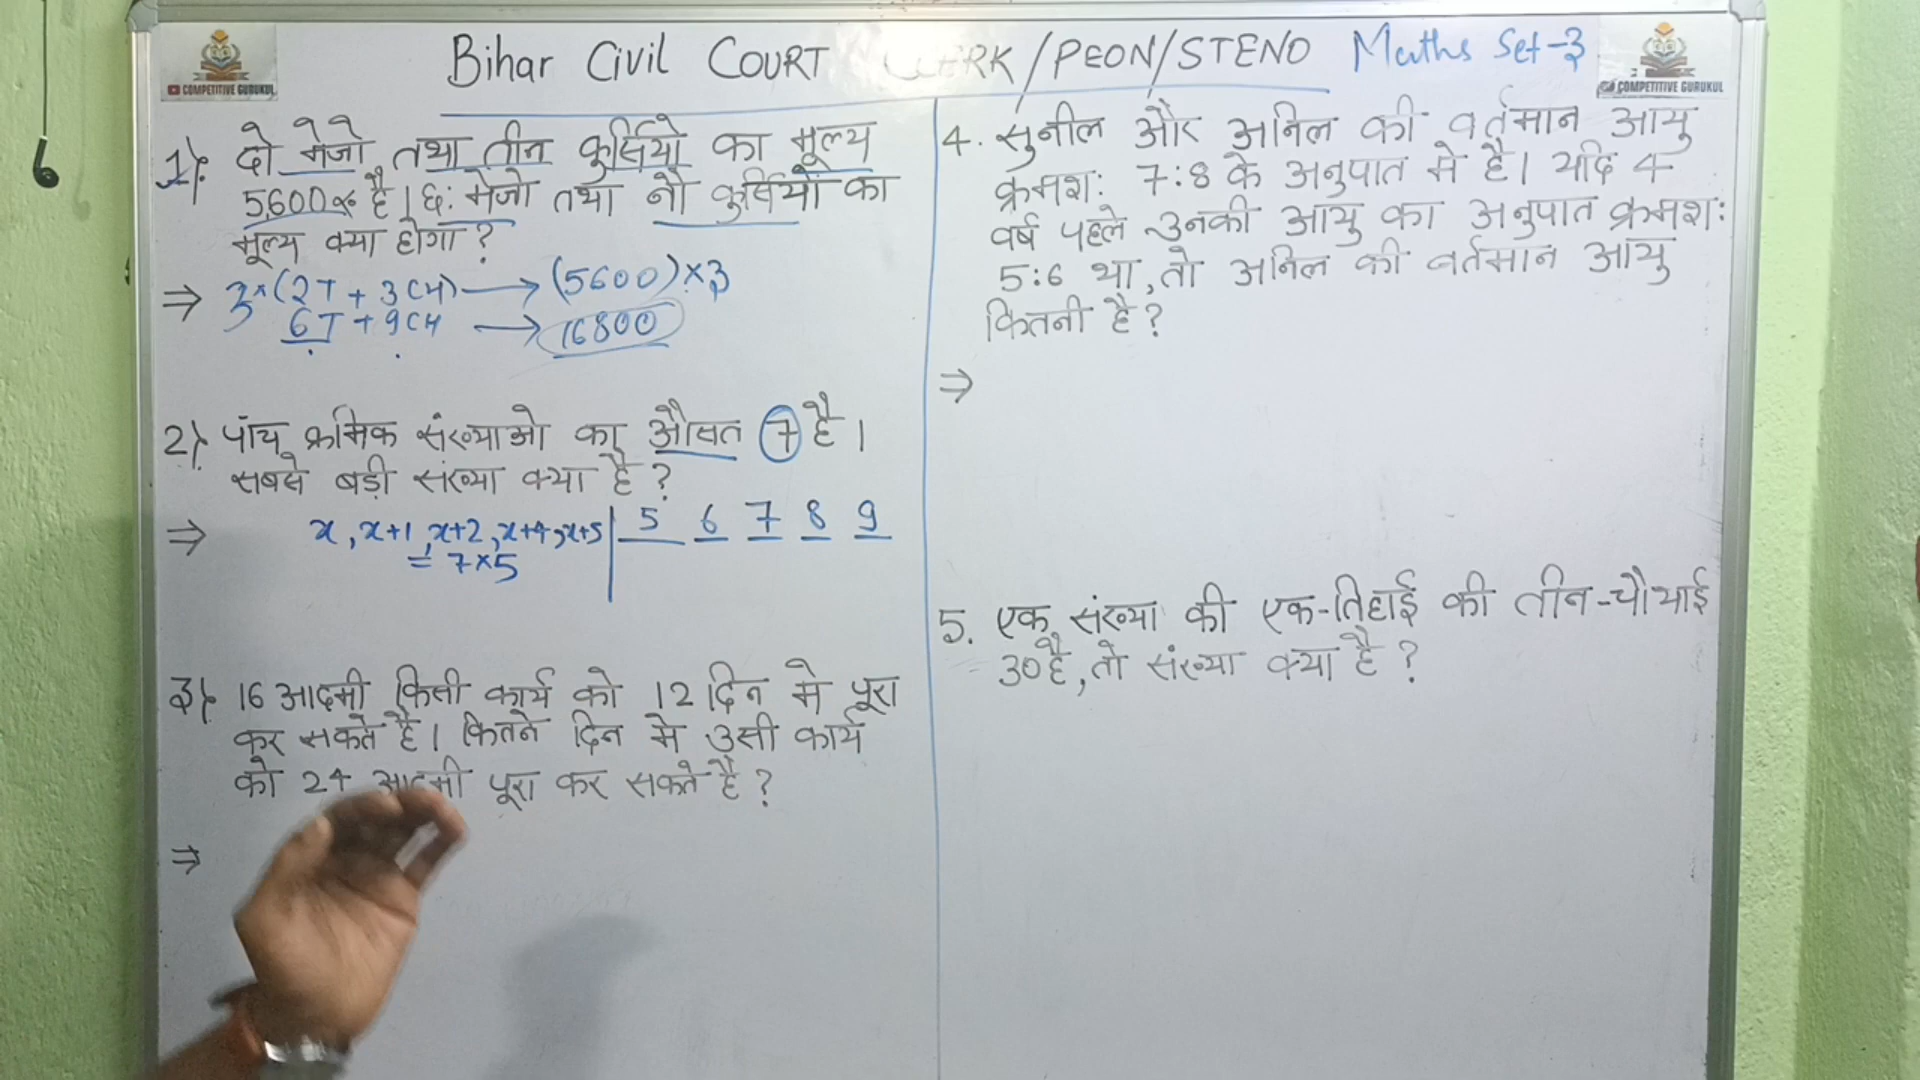 Bihar Civil COURT CLERK/PEON/STENO Maths Set-3
COMPETITIVE GURUKUL
COMPETITIVE GURUKUL
1) दो मेजो तथा तीन कुर्सियो का मूल्य
5,600रु है। छः मेजो तथा नौ कुर्सियों का
मूल्य क्या होगा?
⇒ 3×(2T + 3CH) → (5600)×3
6T + 9CH → 16800
2) पाँच क्रमिक संख्याओ का औसत 7 है।
सबसे बड़ी संख्या क्या है?
⇒ x, x+1, x+2, x+4, x+5 | 5 6 7 8 9
= 7×5
3) 16 आदमी किसी कार्य को 12 दिन मे पूरा
कर सकते है। कितने दिन मे उसी कार्य
को 24 आदमी पूरा कर सकते है?
⇒
4. सुनील और अनिल की वर्तमान आयु
क्रमशः 7:8 के अनुपात मे है। यदि 4
वर्ष पहले उनकी आयु का अनुपात क्रमशः
5:6 था, तो अनिल की वर्तमान आयु
कितनी है?
⇒
5. एक संख्या की एक-तिहाई की तीन-चौथाई
30 है, तो संख्या क्या है?